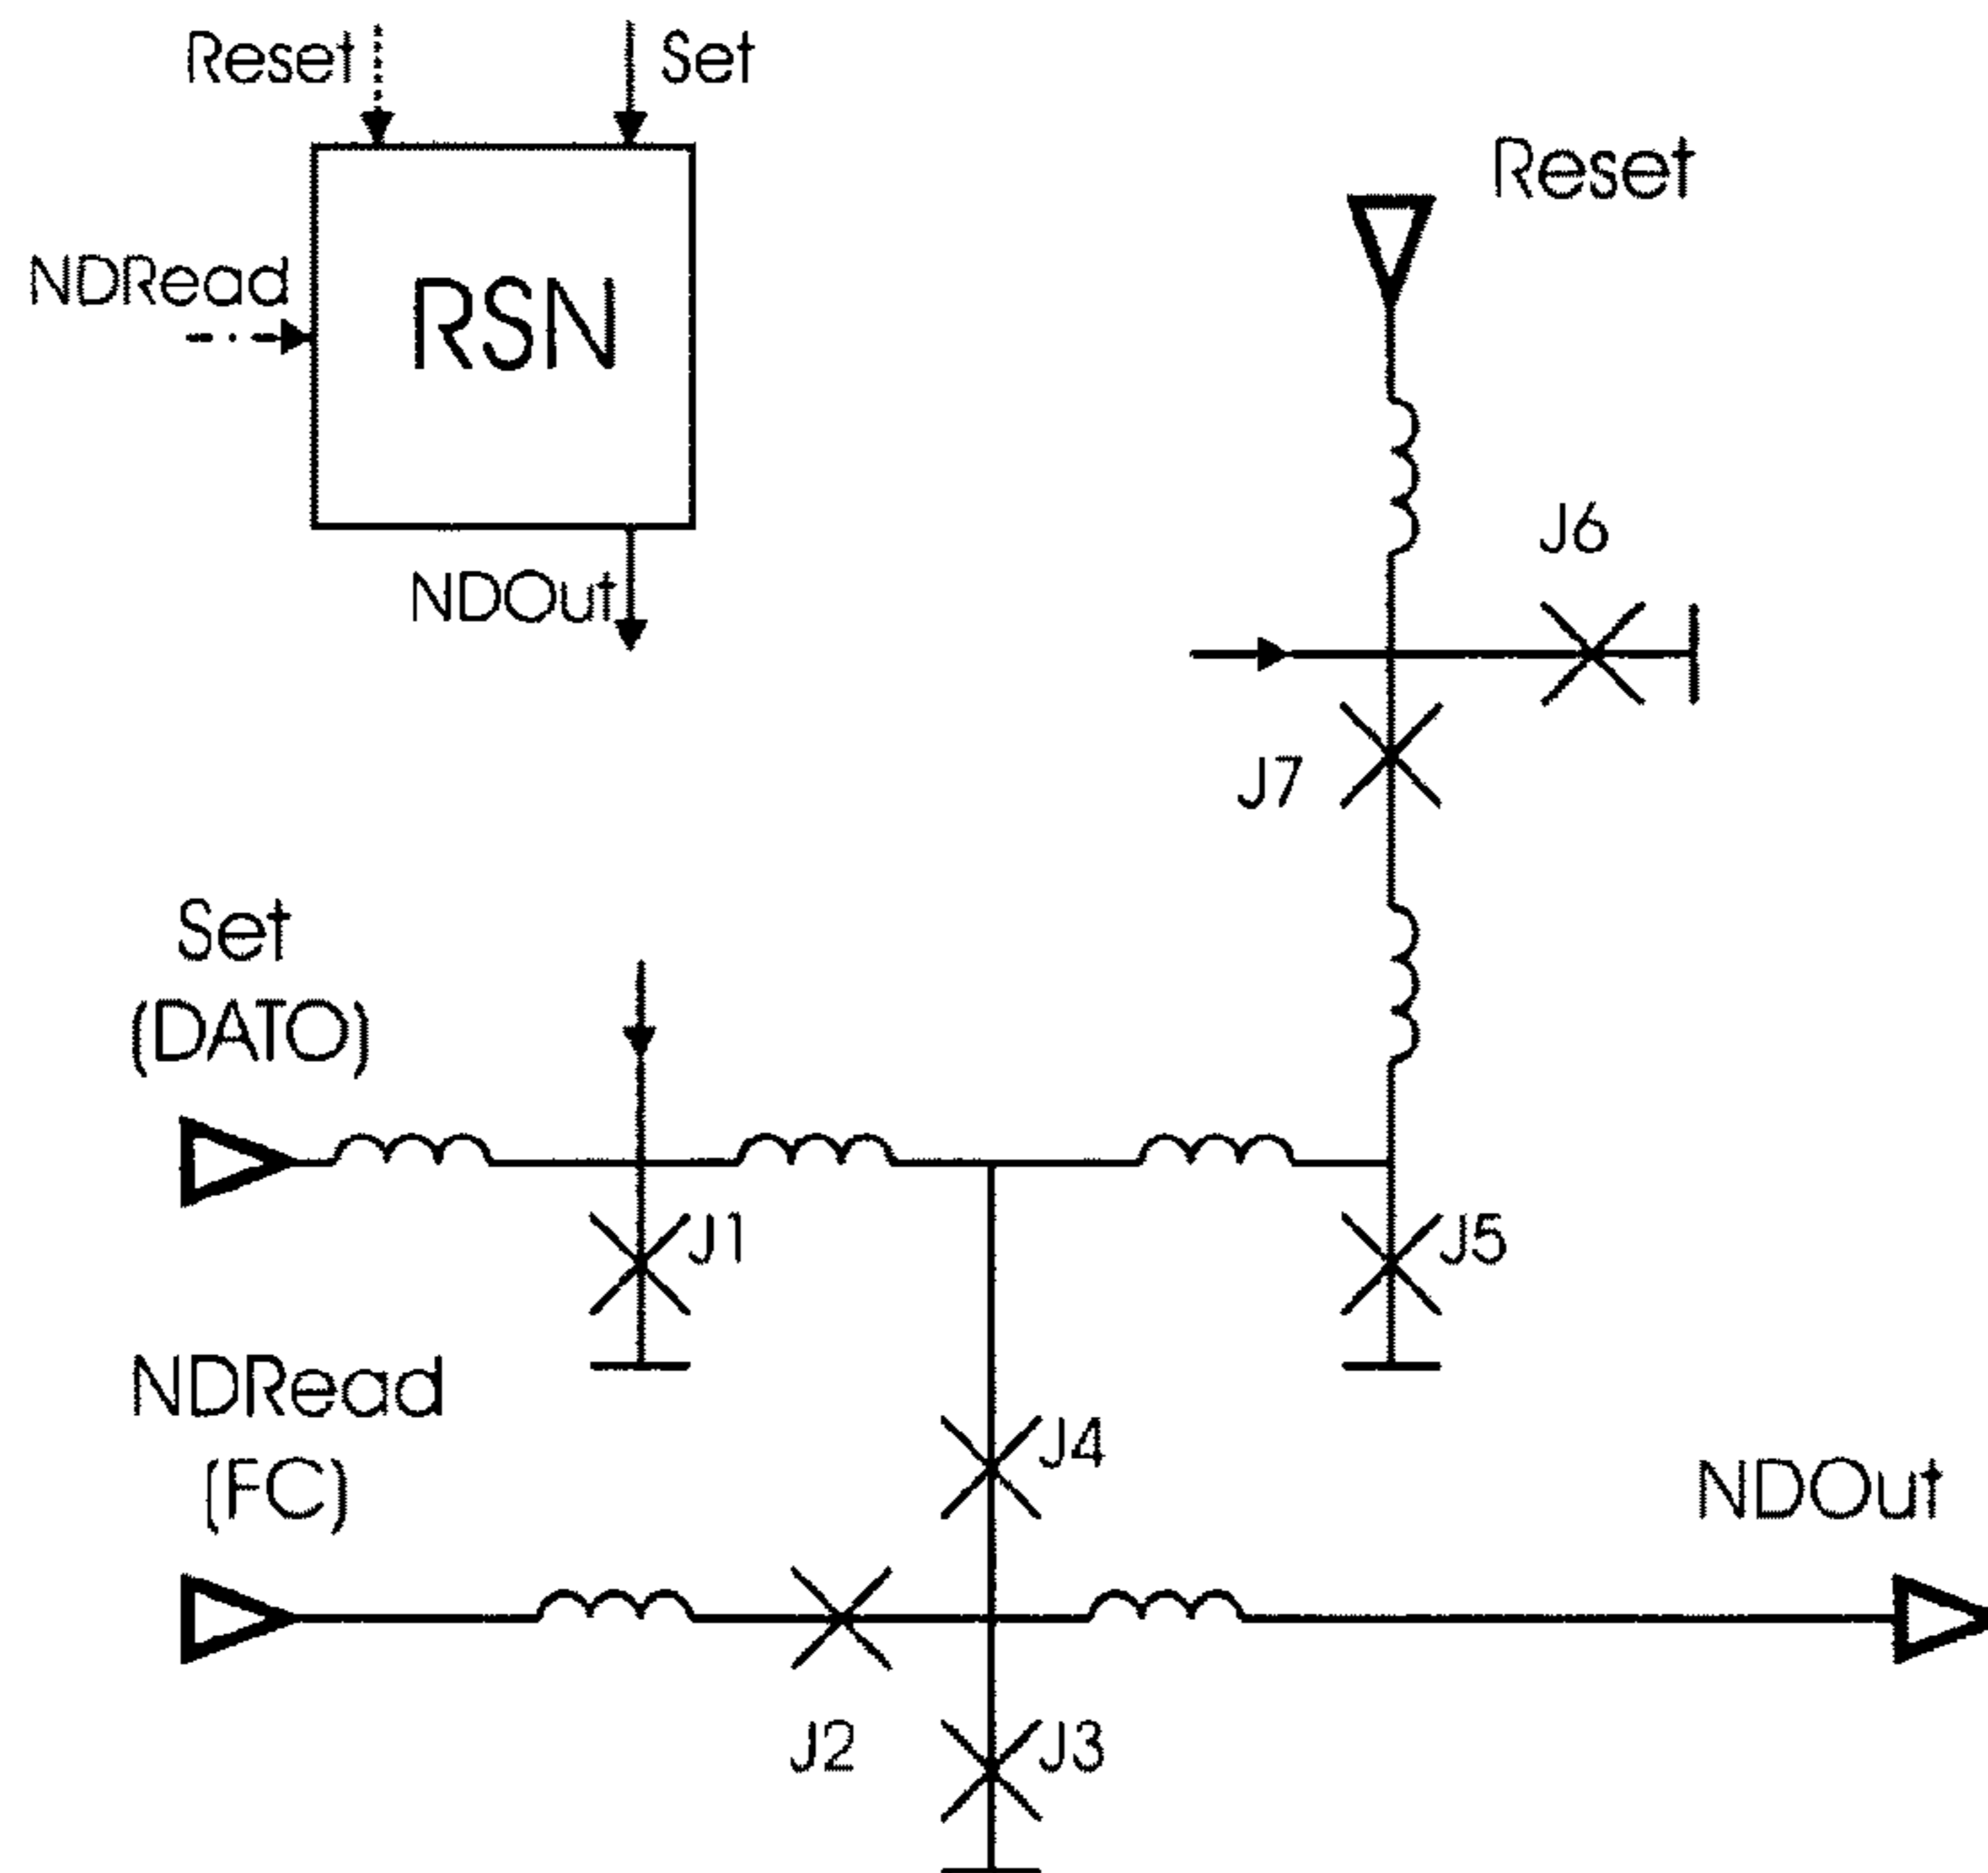 Reset
Set
NDRead
RSN
NDOut
Reset
J6
J7
Set
(DATO)
J1
J5
NDRead
(FC)
J4
NDOut
J2
J3